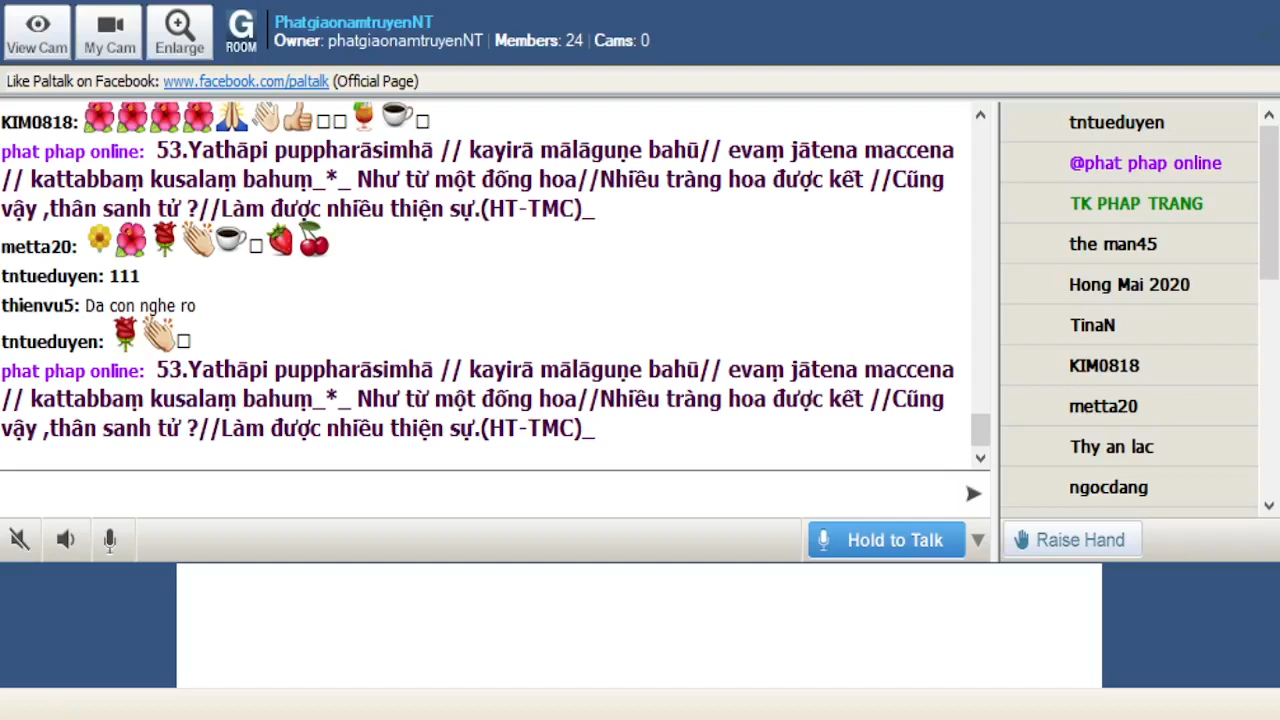 View Cam
My Cam
Enlarge
G
ROOM
PhatgiaonamtruyenNT
Owner: phatgiaonamtruyenNT | Members: 24 | Cams: 0
Like Paltalk on Facebook: www.facebook.com/paltalk (Official Page)
KIM0818:
phat phap online: 53.Yathāpi puppharāsimhā // kayirā mālāguṇe bahū// evaṃ jātena maccena
// kattabbaṃ kusalaṃ bahuṃ_*_ Như từ một đống hoa//Nhiều tràng hoa được kết //Cũng
vậy ,thân sanh tử ?//Làm được nhiều thiện sự.(HT-TMC)_
metta20:
tntueduyen: 111
thienvu5: Da con nghe ro
tntueduyen:
phat phap online: 53.Yathāpi puppharāsimhā // kayirā mālāguṇe bahū// evaṃ jātena maccena
// kattabbaṃ kusalaṃ bahuṃ_*_ Như từ một đống hoa//Nhiều tràng hoa được kết //Cũng
vậy ,thân sanh tử ?//Làm được nhiều thiện sự.(HT-TMC)_
tntueduyen
@phat phap online
TK PHAP TRANG
the man45
Hong Mai 2020
TinaN
KIM0818
metta20
Thy an lac
ngocdang
Hold to Talk
Raise Hand